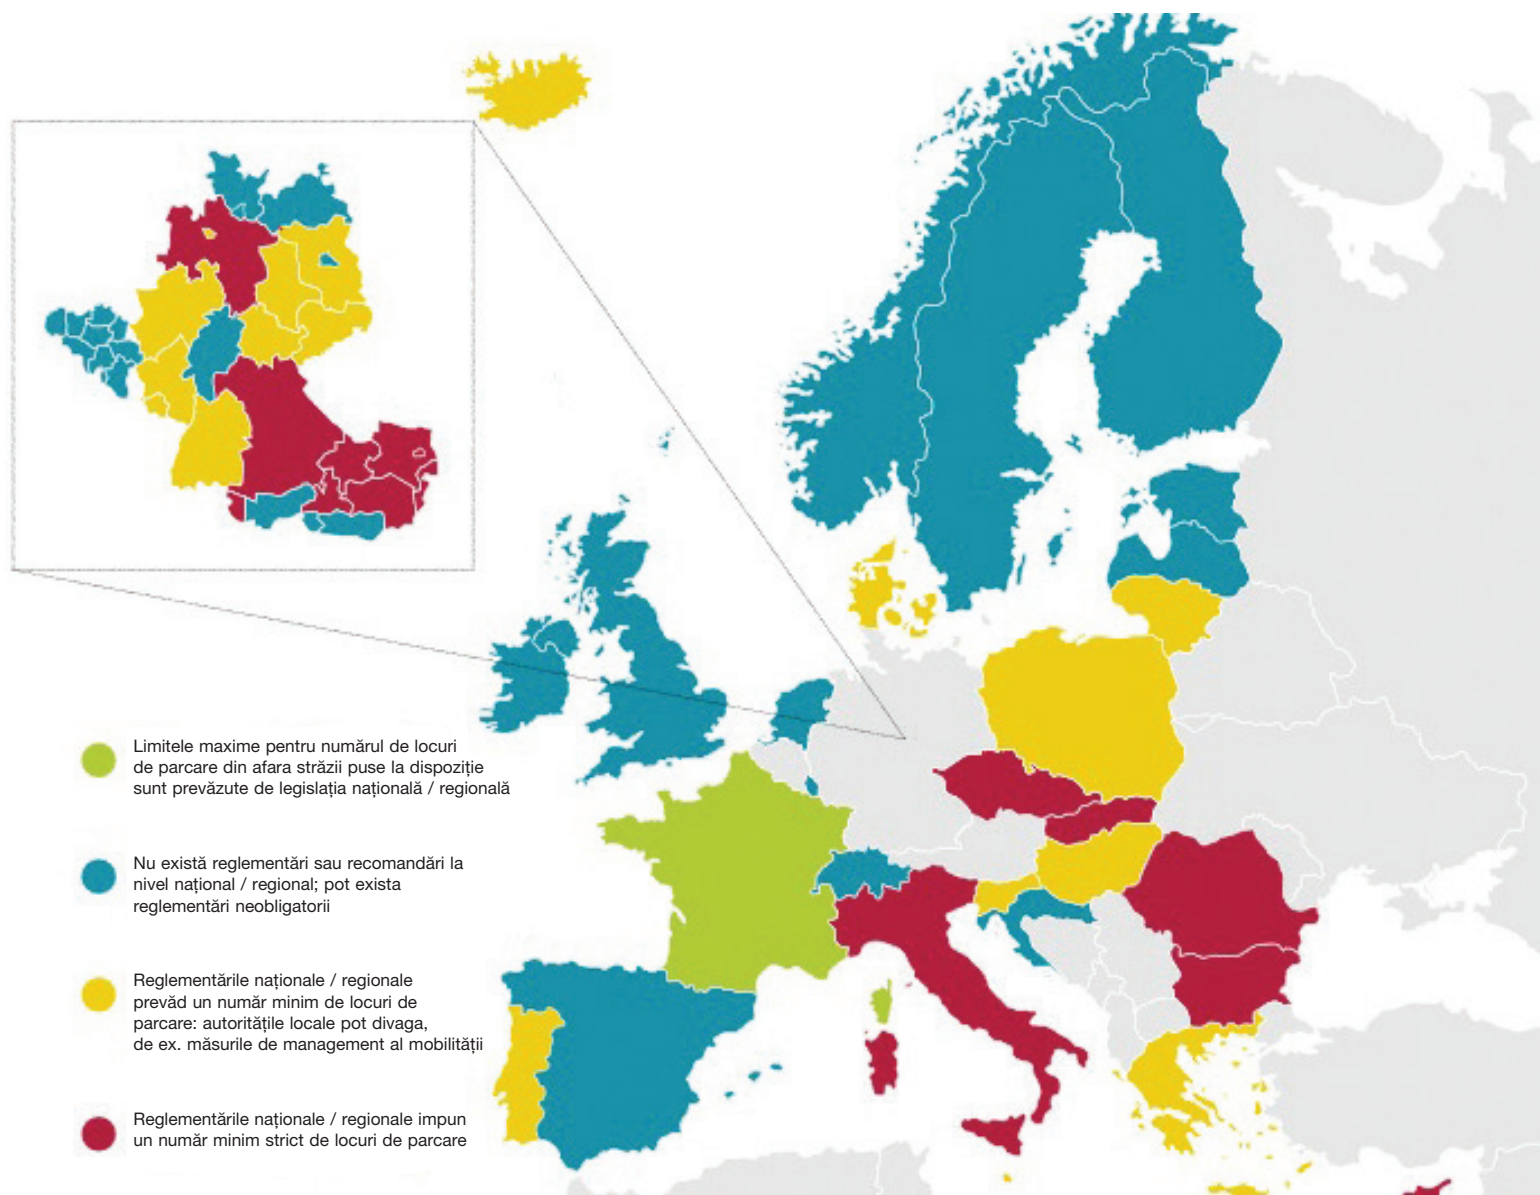 Limitele maxime pentru numărul de locuri
de parcare din afara străzii puse la dispoziție
sunt prevăzute de legislația națională / regională
Nu există reglementări sau recomandări la
nivel național / regional; pot exista
reglementări neobligatorii
Reglementările naționale / regionale
prevăd un număr minim de locuri de
parcare: autoritățile locale pot divaga,
de ex. măsurile de management al mobilității
Reglementările naționale / regionale impun
un număr minim strict de locuri de parcare